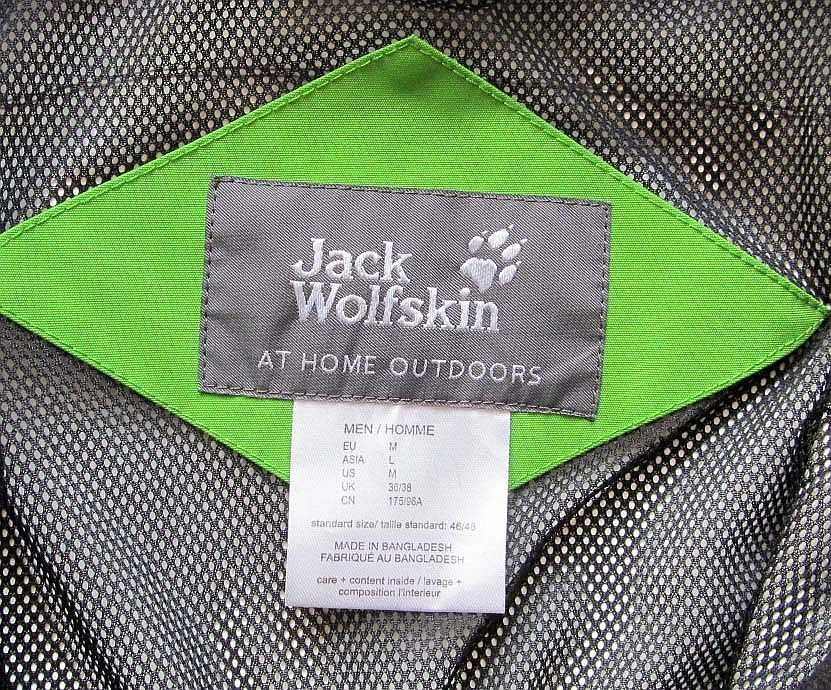 Jack
Wolfskin
AT HOME OUTDOORS
MEN / HOMME
EU M
ASIA L
US M
UK 36/38
CN 175/96A
standard size/ taille standard: 46/48
MADE IN BANGLADESH
FABRIQUÉ AU BANGLADESH
care + content inside / lavage +
composition l'interieur